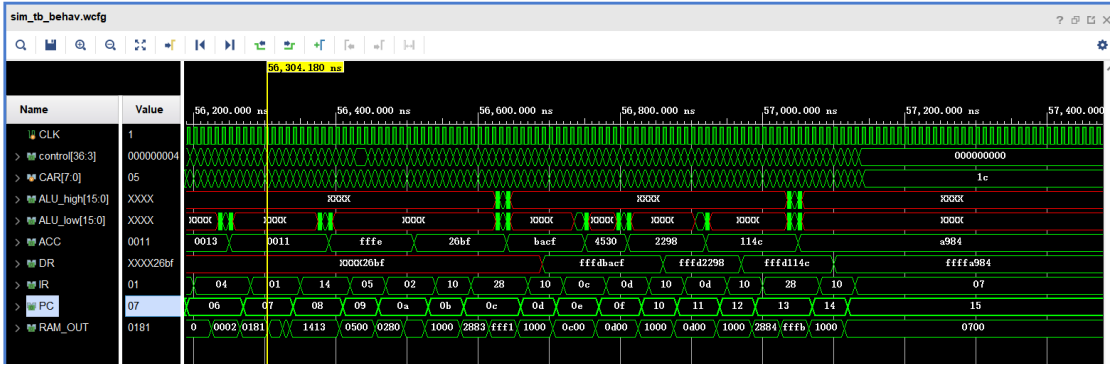 sim_tb_behav.wcfg
56,304.180 ns
Name Value
56,200.000 ns 56,400.000 ns 56,600.000 ns 56,800.000 ns 57,000.000 ns 57,200.000 ns 57,400.000
CLK 1
control[36:3] 000000004 000000000
CAR[7:0] 05 1c
ALU_high[15:0] XXXX XXXX XXXX XXXX
ALU_low[15:0] XXXX XXXX XXXX XXXX XXXX XXXX XXXX XXXX XXXX
ACC 0011 0013 0011 fffe 26bf bacf 4530 2298 114c a984
DR XXXX26bf XXXX26bf fffdbacf fffd2298 fffd114c ffffa984
IR 01 04 01 14 05 02 10 28 10 0c 0d 10 0d 10 28 10 07
PC 07 06 07 08 09 0a 0b 0c 0d 0e 0f 10 11 12 13 14 15
RAM_OUT 0181 0 0002 0181 1413 0500 0280 1000 2883 fff1 1000 0c00 0d00 1000 0d00 1000 2884 fffb 1000 0700